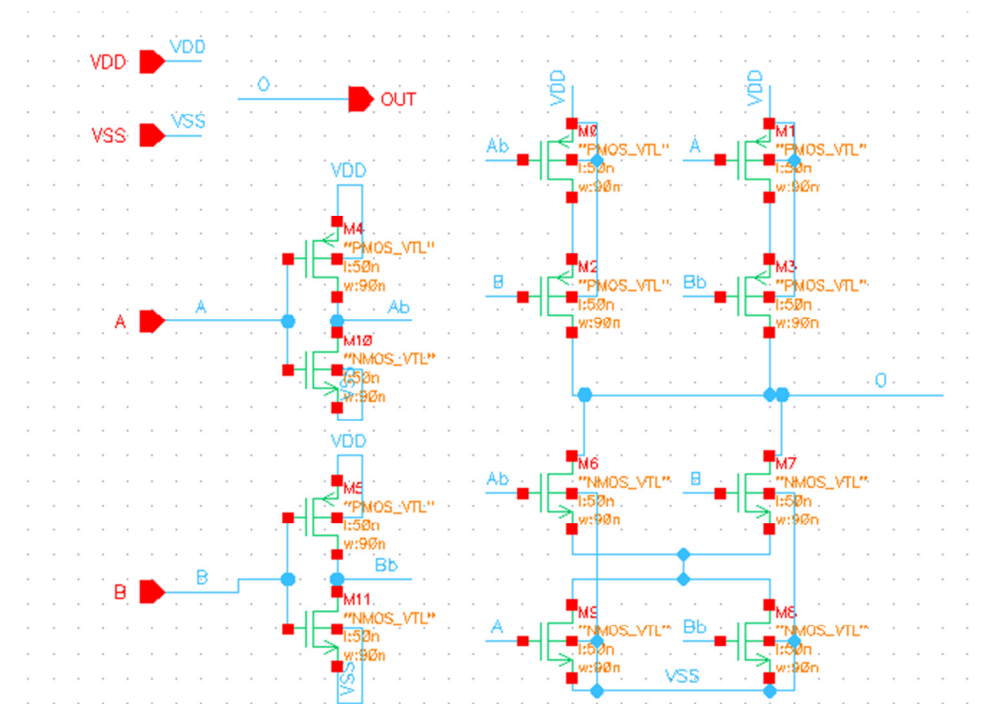 VDD
VDD
O
OUT
VSS
VSS
VDD
M4
"PMOS_VTL"
l:50n
w:90n
A
A
Ab
M10
"NMOS_VTL"
l:50n
w:90n
VSS
VDD
M5
"PMOS_VTL"
l:50n
w:90n
B
B
Bb
M11
"NMOS_VTL"
l:50n
w:90n
VSS
VDD
Ab
M0
"PMOS_VTL"
l:50n
w:90n
VDD
A
M1
"PMOS_VTL"
l:50n
w:90n
B
M2
"PMOS_VTL"
l:50n
w:90n
Bb
M3
"PMOS_VTL"
l:50n
w:90n
O
Ab
M6
"NMOS_VTL"
l:50n
w:90n
B
M7
"NMOS_VTL"
l:50n
w:90n
A
M9
"NMOS_VTL"
l:50n
w:90n
Bb
M8
"NMOS_VTL"
l:50n
w:90n
VSS